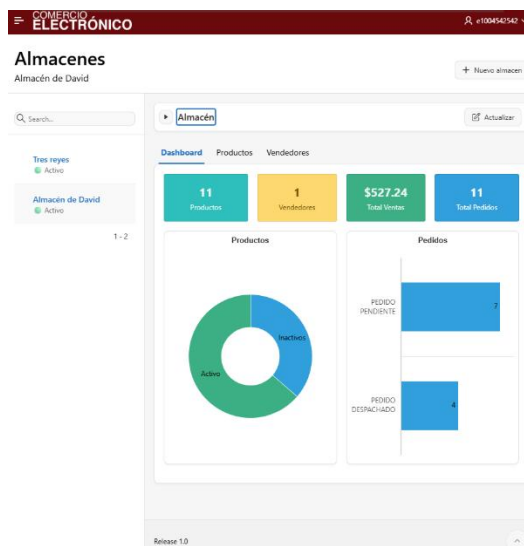 COMERCIO
ELECTRÓNICO
e1004542542
Almacenes
Almacén de David
+ Nuevo almacen
Search...
Tres reyes
Activo
Almacén de David
Activo
1 - 2
Almacén
Actualizar
Dashboard Productos Vendedores
11
Productos
1
Vendedores
$527.24
Total Ventas
11
Total Pedidos
Productos
Inactivos
Activo
Pedidos
PEDIDO
PENDIENTE
7
PEDIDO
DESPACHADO
4
Release 1.0